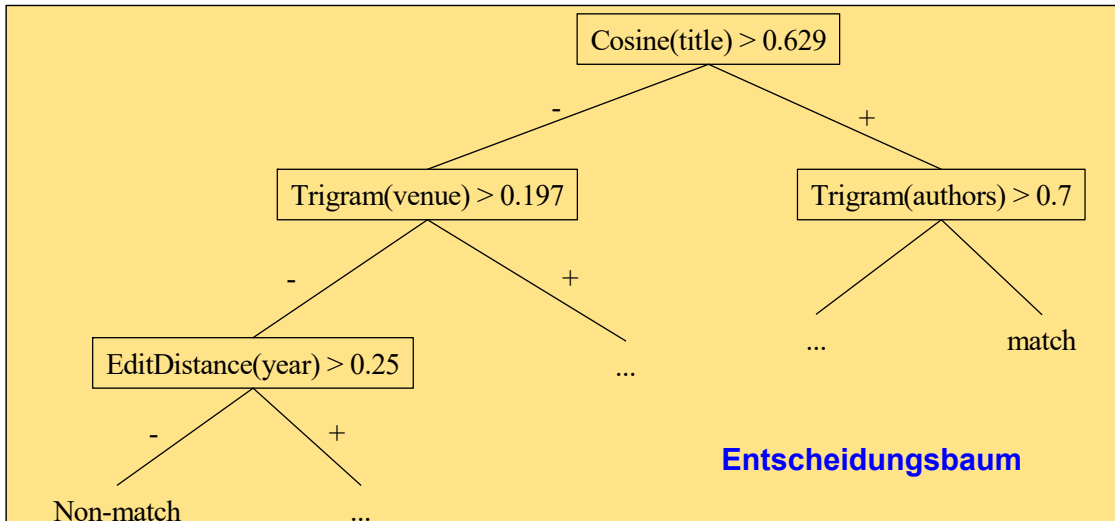 Cosine(title) > 0.629
-
+
Trigram(venue) > 0.197
Trigram(authors) > 0.7
-
+
EditDistance(year) > 0.25
...
...
match
-
+
Entscheidungsbaum
Non-match
...